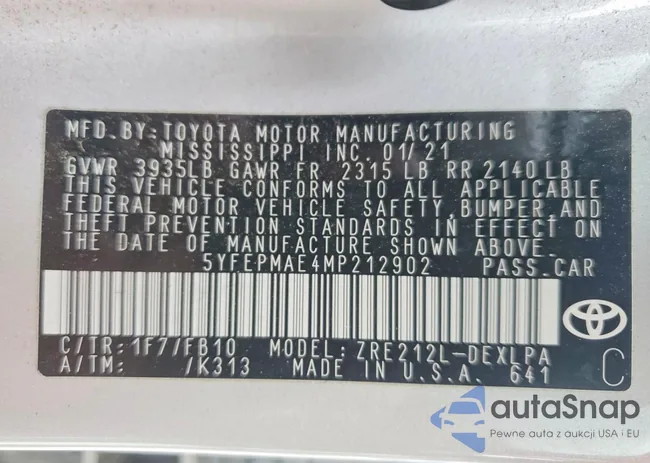 MFD. BY: TOYOTA MOTOR MANUFACTURING
MISSISSIPPI INC. 01/21
GVWR 3935LB GAWR FR 2315 LB RR 2140LB
THIS VEHICLE CONFORMS TO ALL APPLICABLE
FEDERAL MOTOR VEHICLE SAFETY, BUMPER, AND
THEFT PREVENTION STANDARDS IN EFFECT ON
THE DATE OF MANUFACTURE SHOWN ABOVE.
5YFEPMAE4MP212902 PASS. CAR
C/TR: 1F7/FB10 MODEL: ZRE212L-DEXLPA
A/TM: /K313 MADE IN U.S.A. 641
C
autaSnap
Pewne auta z aukcji USA i EU